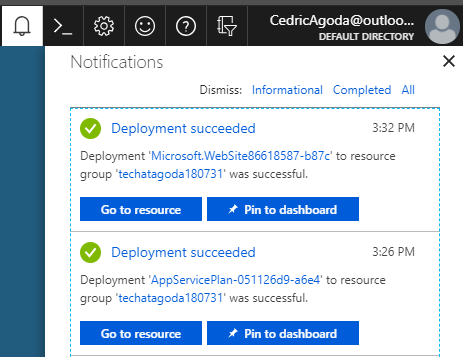 CedricAgoda@outloo...
DEFAULT DIRECTORY
Notifications
Dismiss: Informational Completed All
Deployment succeeded 3:32 PM
Deployment 'Microsoft.WebSite86618587-b87c' to resource
group 'techatagoda180731' was successful.
Go to resource Pin to dashboard
Deployment succeeded 3:26 PM
Deployment 'AppServicePlan-051126d9-a6e4' to resource
group 'techatagoda180731' was successful.
Go to resource Pin to dashboard